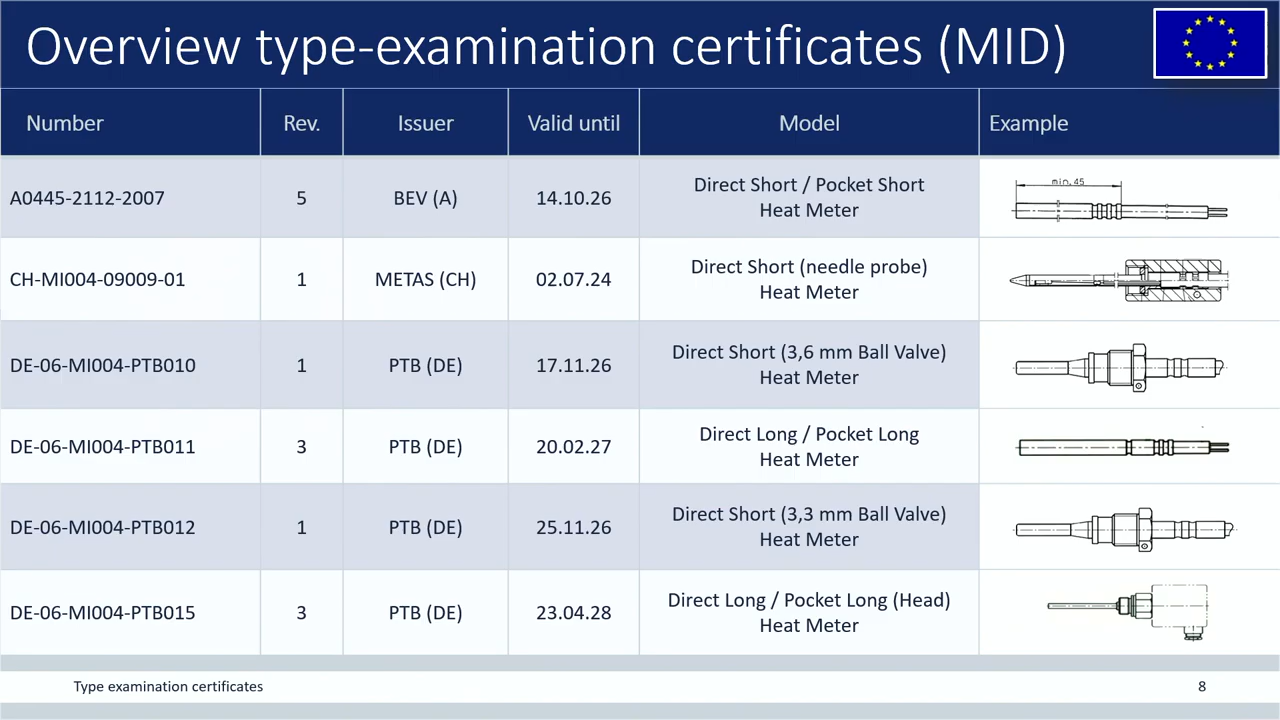 Overview type-examination certificates (MID)
Number Rev. Issuer Valid until Model Example
A0445-2112-2007 5 BEV (A) 14.10.26 Direct Short / Pocket Short
Heat Meter
min.45
CH-MI004-09009-01 1 METAS (CH) 02.07.24 Direct Short (needle probe)
Heat Meter
DE-06-MI004-PTB010 1 PTB (DE) 17.11.26 Direct Short (3,6 mm Ball Valve)
Heat Meter
DE-06-MI004-PTB011 3 PTB (DE) 20.02.27 Direct Long / Pocket Long
Heat Meter
DE-06-MI004-PTB012 1 PTB (DE) 25.11.26 Direct Short (3,3 mm Ball Valve)
Heat Meter
DE-06-MI004-PTB015 3 PTB (DE) 23.04.28 Direct Long / Pocket Long (Head)
Heat Meter
Type examination certificates 8